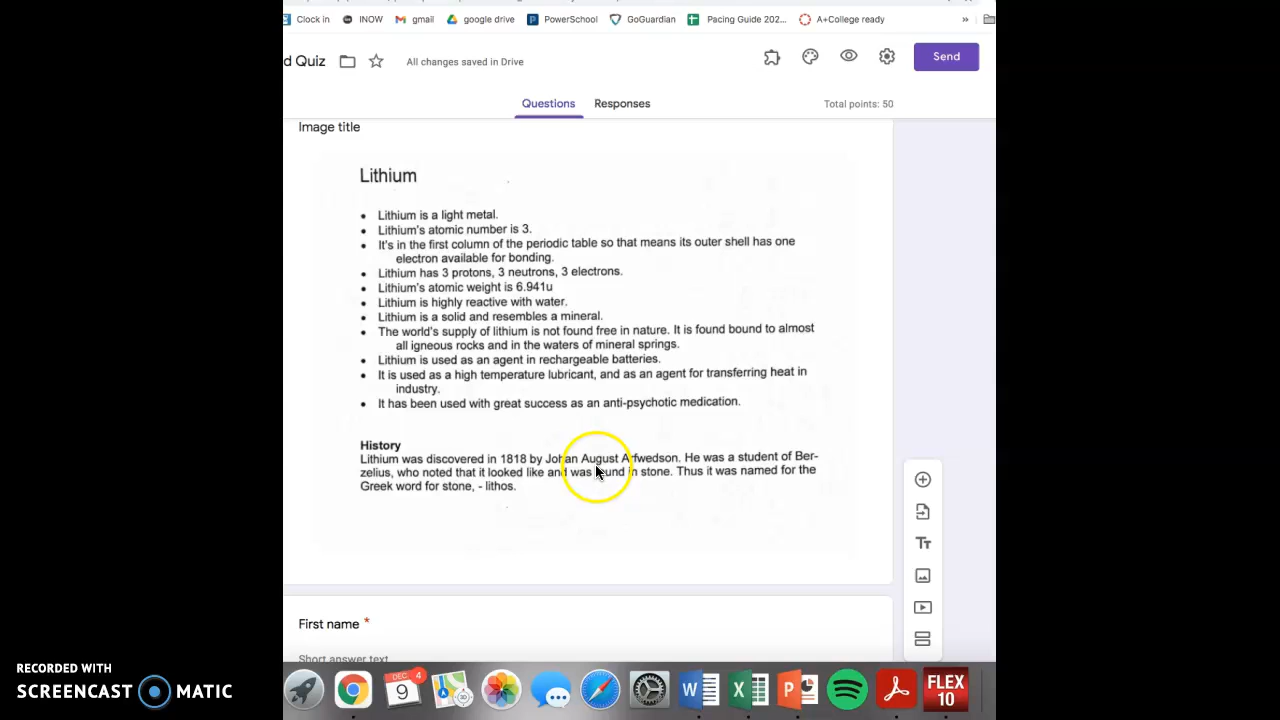 Clock in INOW gmail google drive PowerSchool GoGuardian Pacing Guide 202... A+College ready »
d Quiz All changes saved in Drive Send
Questions Responses Total points: 50
Image title
Lithium
• Lithium is a light metal.
• Lithium's atomic number is 3.
• It's in the first column of the periodic table so that means its outer shell has one
electron available for bonding.
• Lithium has 3 protons, 3 neutrons, 3 electrons.
• Lithium's atomic weight is 6.941u
• Lithium is highly reactive with water.
• Lithium is a solid and resembles a mineral.
• The world's supply of lithium is not found free in nature. It is found bound to almost
all igneous rocks and in the waters of mineral springs.
• Lithium is used as an agent in rechargeable batteries.
• It is used as a high temperature lubricant, and as an agent for transferring heat in
industry.
• It has been used with great success as an anti-psychotic medication.
History
Lithium was discovered in 1818 by Johan August Arfwedson. He was a student of Ber-
zelius, who noted that it looked like and was found in stone. Thus it was named for the
Greek word for stone, - lithos.
First name *
Short answer text
RECORDED WITH
SCREENCAST MATIC
DEC 4
9
3D
W X P
FLEX
10
Tt